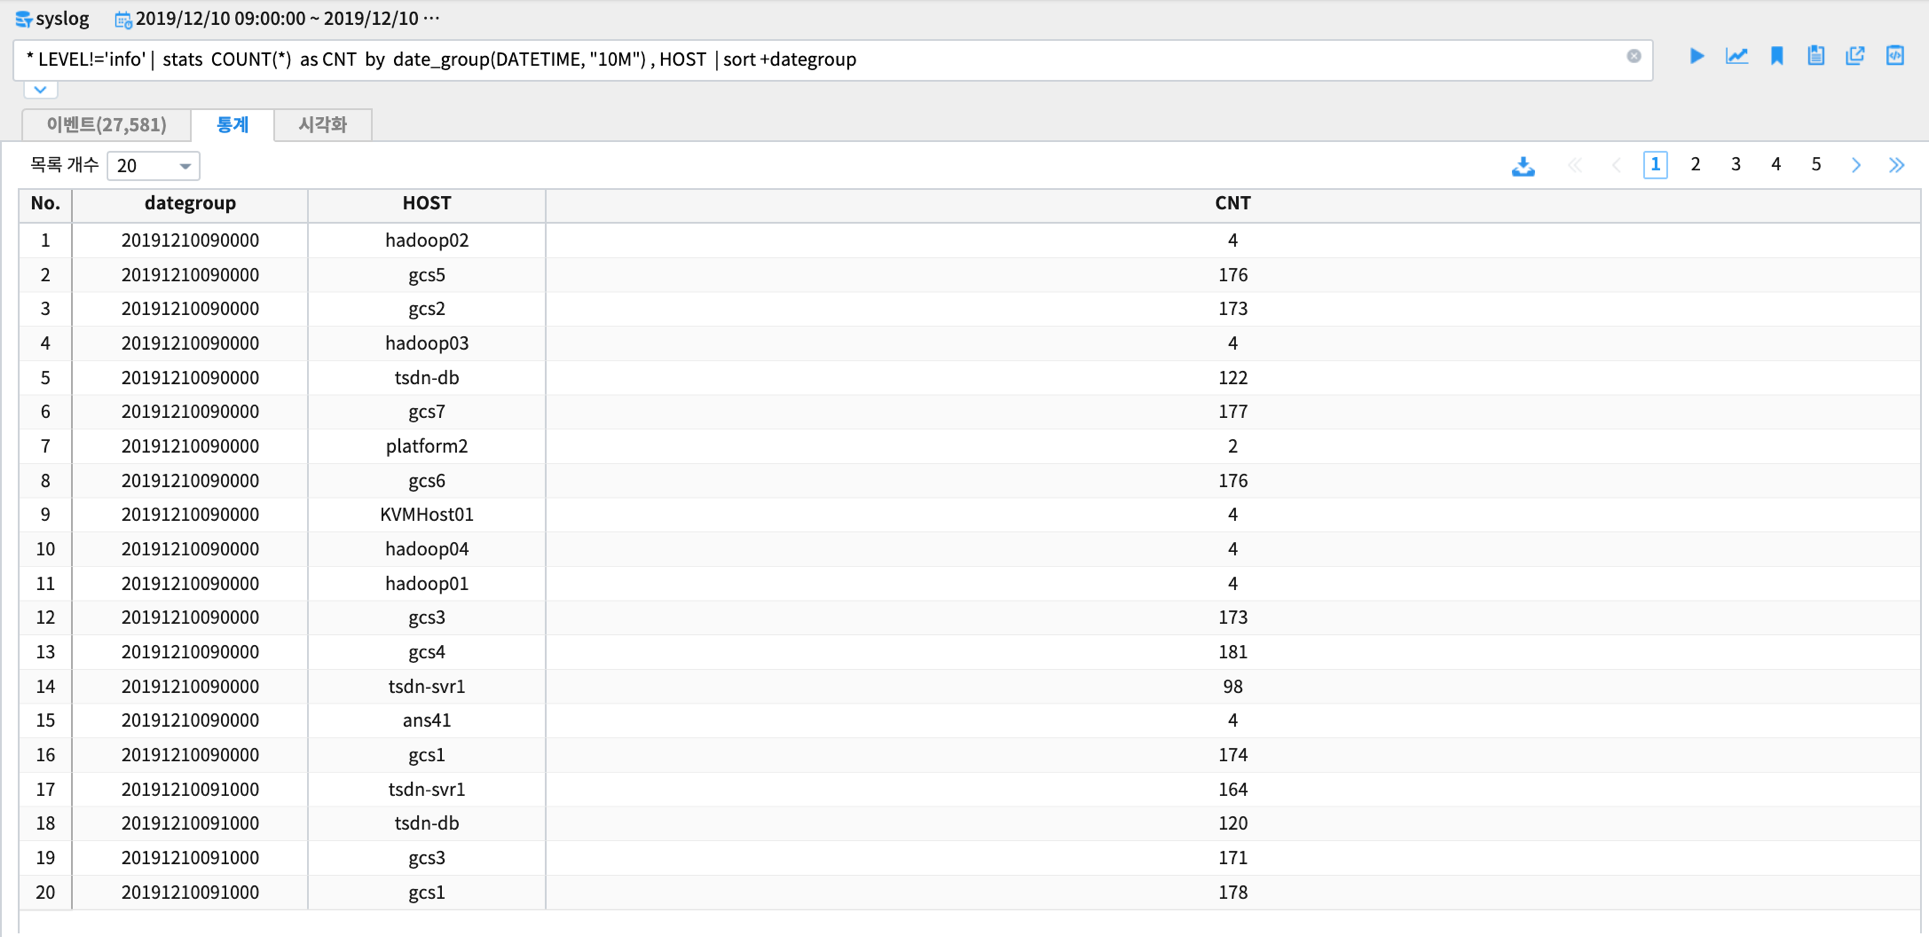 syslog 2019/12/10 09:00:00 ~ 2019/12/10 ···
* LEVEL!='info' | stats COUNT(*) as CNT by date_group(DATETIME, "10M") , HOST | sort +dategroup
이벤트(27,581) 통계 시각화
목록 개수 20 1 2 3 4 5
No. dategroup HOST CNT
1 20191210090000 hadoop02 4
2 20191210090000 gcs5 176
3 20191210090000 gcs2 173
4 20191210090000 hadoop03 4
5 20191210090000 tsdn-db 122
6 20191210090000 gcs7 177
7 20191210090000 platform2 2
8 20191210090000 gcs6 176
9 20191210090000 KVMHost01 4
10 20191210090000 hadoop04 4
11 20191210090000 hadoop01 4
12 20191210090000 gcs3 173
13 20191210090000 gcs4 181
14 20191210090000 tsdn-svr1 98
15 20191210090000 ans41 4
16 20191210090000 gcs1 174
17 20191210091000 tsdn-svr1 164
18 20191210091000 tsdn-db 120
19 20191210091000 gcs3 171
20 20191210091000 gcs1 178